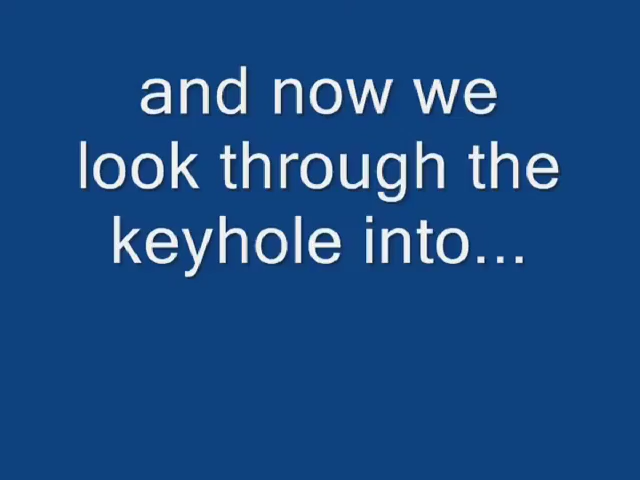 and now we
look through the
keyhole into...